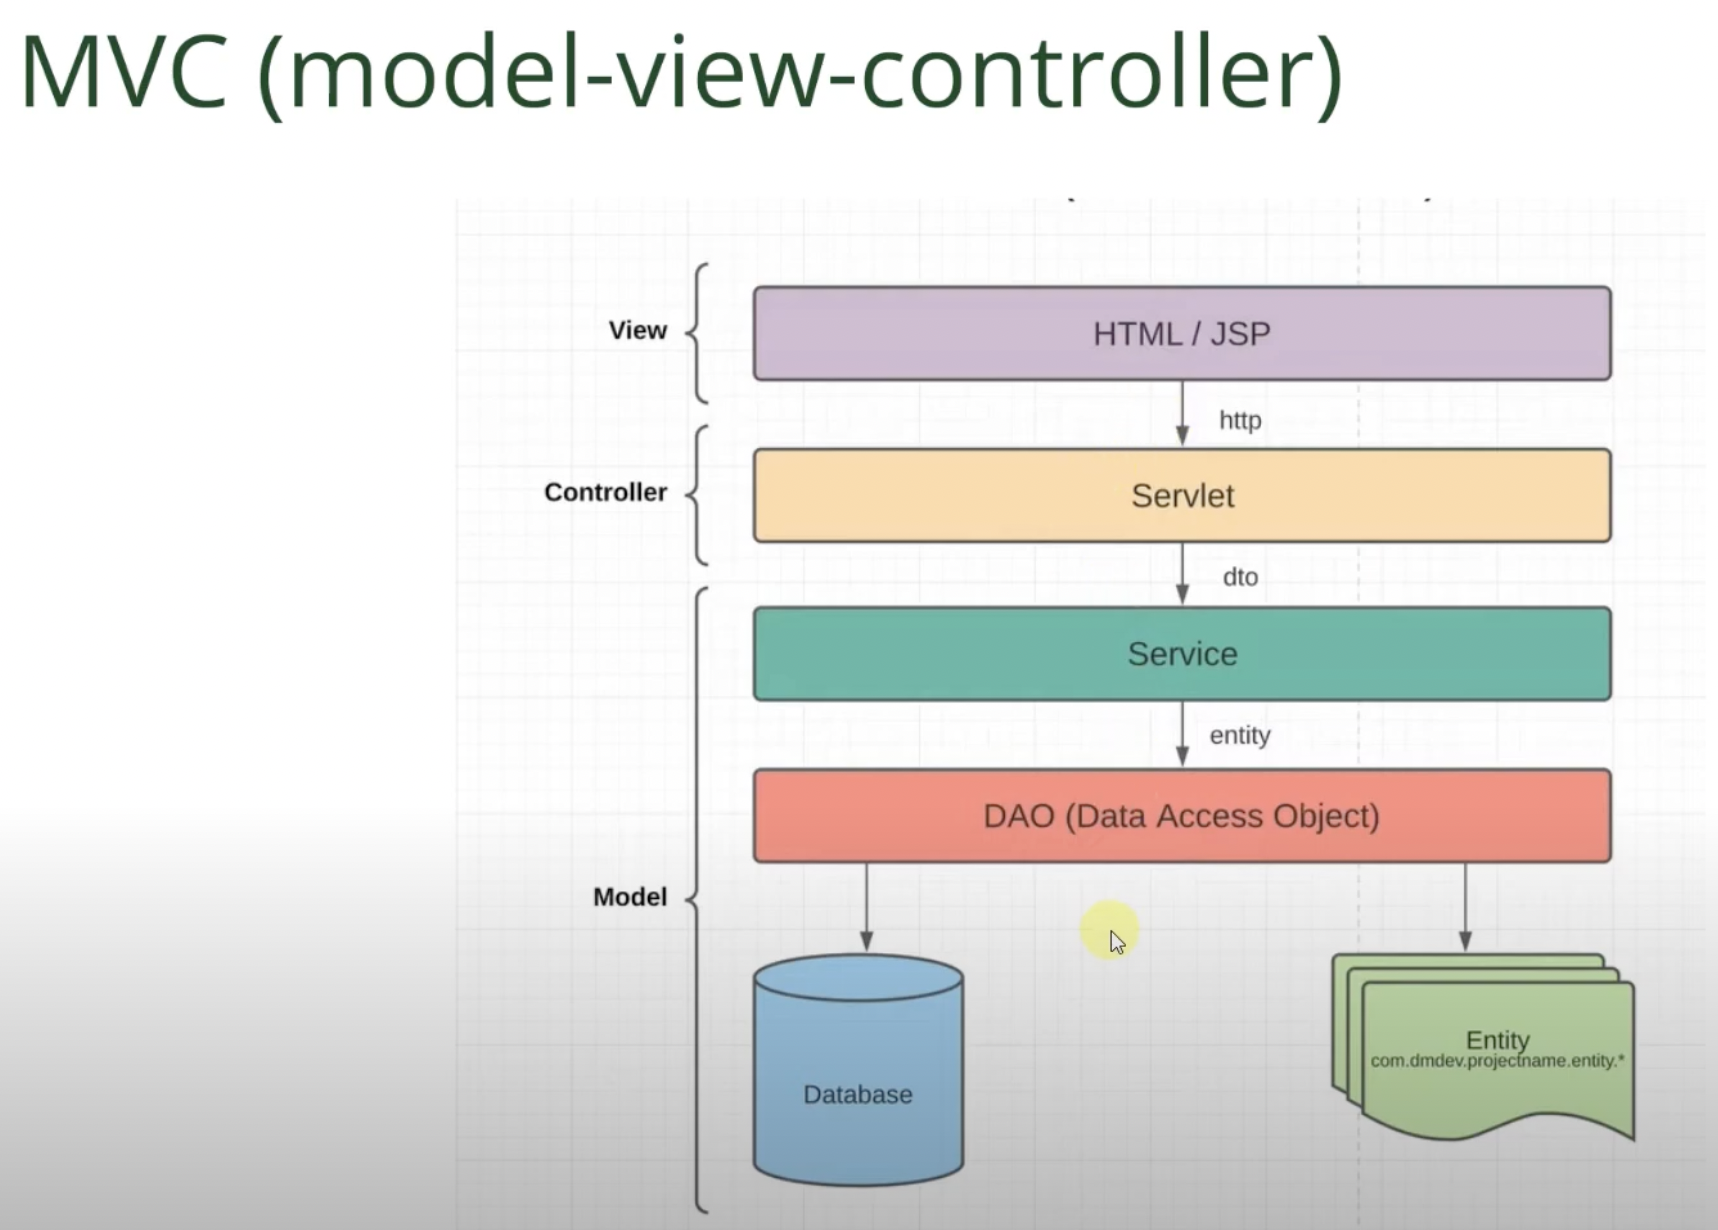 MVC (model-view-controller)
View
HTML / JSP
http
Controller
Servlet
dto
Service
entity
DAO (Data Access Object)
Model
Database
Entity
com.dmdev.projectname.entity.*